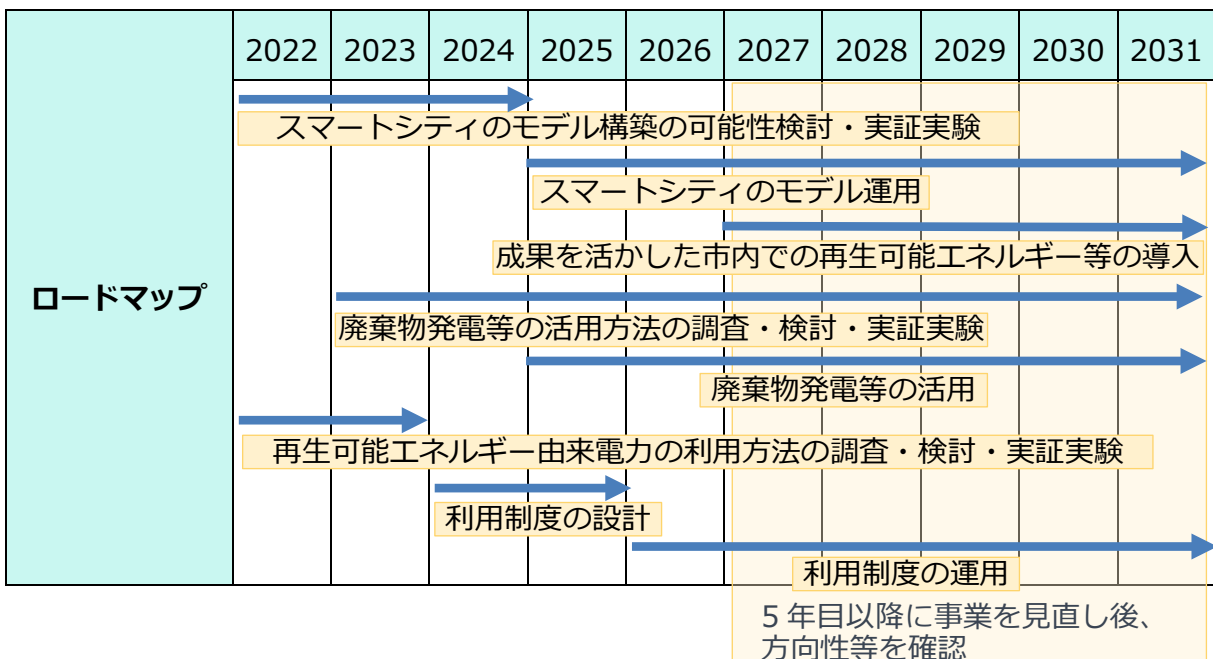 2022 2023 2024 2025 2026 2027 2028 2029 2030 2031
スマートシティのモデル構築の可能性検討・実証実験
スマートシティのモデル運用
成果を活かした市内での再生可能エネルギー等の導入
ロードマップ
廃棄物発電等の活用方法の調査・検討・実証実験
廃棄物発電等の活用
再生可能エネルギー由来電力の利用方法の調査・検討・実証実験
利用制度の設計
利用制度の運用
5年目以降に事業を見直し後、
方向性等を確認